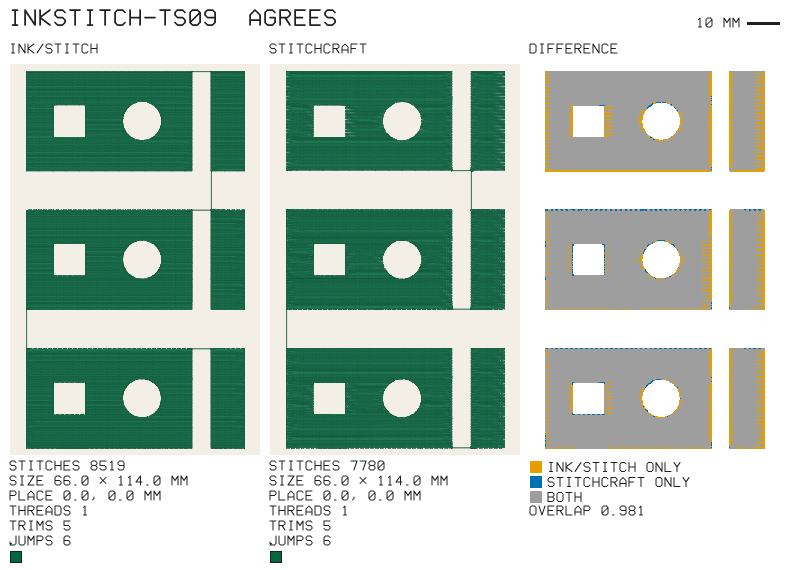 INKSTITCH-TS09 AGREES
10 MM
INK/STITCH
STITCHCRAFT
DIFFERENCE
STITCHES 8519
SIZE 66.0 × 114.0 MM
PLACE 0.0, 0.0 MM
THREADS 1
TRIMS 5
JUMPS 6
STITCHES 7780
SIZE 66.0 × 114.0 MM
PLACE 0.0, 0.0 MM
THREADS 1
TRIMS 5
JUMPS 6
INK/STITCH ONLY
STITCHCRAFT ONLY
BOTH
OVERLAP 0.981